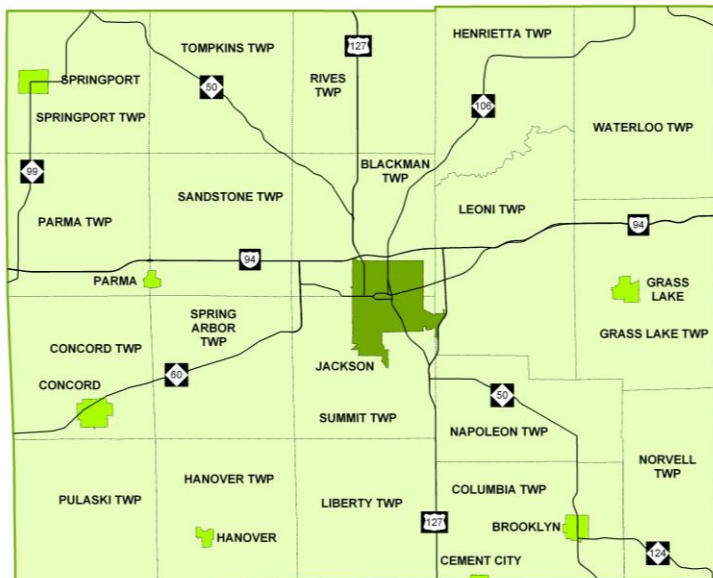 HENRIETTA TWP
TOMPKINS TWP
127
RIVES
TWP
50
SPRINGPORT
106
SPRINGPORT TWP
WATERLOO TWP
BLACKMAN
TWP
99
SANDSTONE TWP
LEONI TWP
PARMA TWP
94
94
PARMA
GRASS
LAKE
SPRING
ARBOR
TWP
GRASS LAKE TWP
CONCORD TWP
JACKSON
60
CONCORD
50
SUMMIT TWP
NAPOLEON TWP
NORVELL
TWP
HANOVER TWP
COLUMBIA TWP
PULASKI TWP
LIBERTY TWP
127
BROOKLYN
HANOVER
124
CEMENT CITY